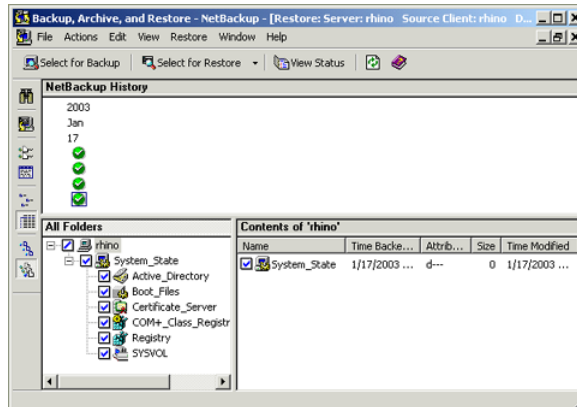 Backup, Archive, and Restore - NetBackup - [Restore: Server: rhino Source Client: rhino D...
File Actions Edit View Restore Window Help
Select for Backup Select for Restore View Status
NetBackup History
2003
Jan
17
All Folders
rhino
System_State
Active_Directory
Boot_Files
Certificate_Server
COM+_Class_Registr
Registry
SYSVOL
Contents of 'rhino'
Name Time Backe... Attrib... Size Time Modified
System_State 1/17/2003 ... d--- 0 1/17/2003 ...